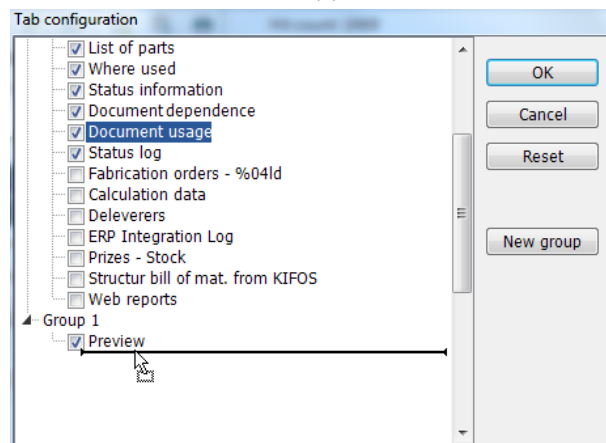 Tab configuration
List of parts
Where used
Status information
Document dependence
Document usage
Status log
Fabrication orders - %04ld
Calculation data
Deleverers
ERP Integration Log
Prizes - Stock
Structur bill of mat. from KIFOS
Web reports
Group 1
Preview
OK
Cancel
Reset
New group